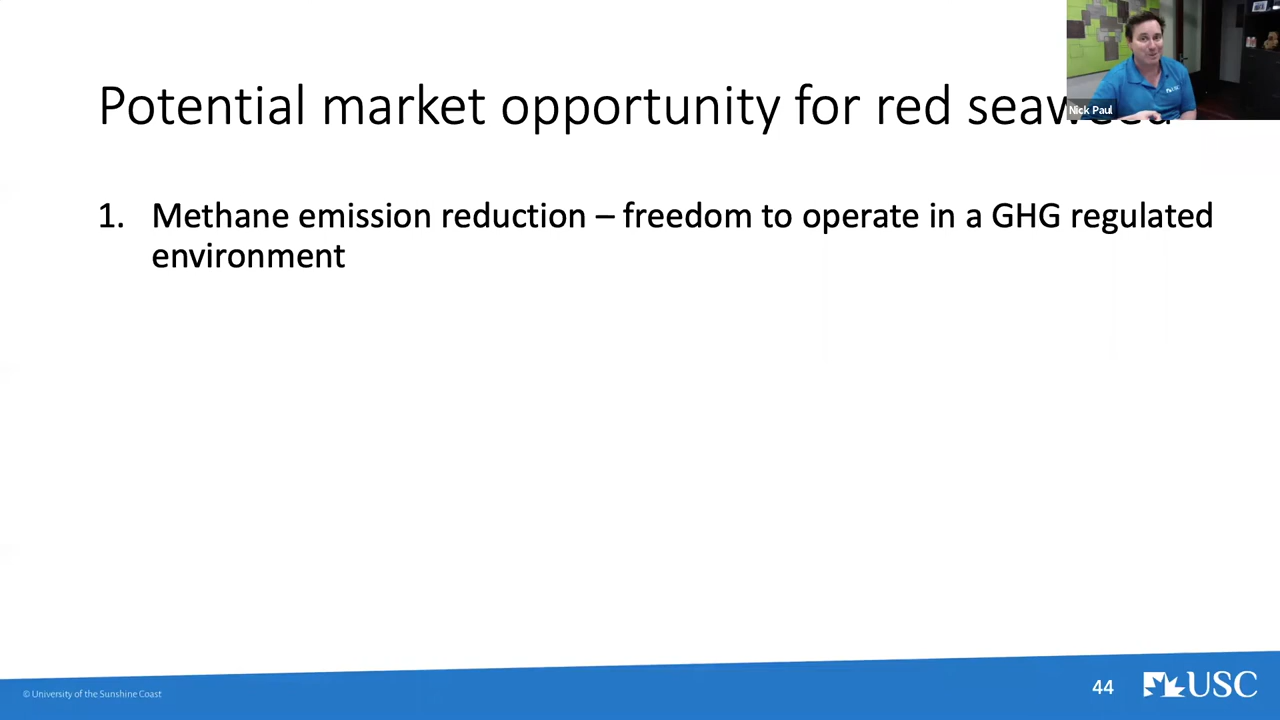 Potential market opportunity for red seaweed
Nick Paul
1. Methane emission reduction – freedom to operate in a GHG regulated
environment
© University of the Sunshine Coast
44
USC